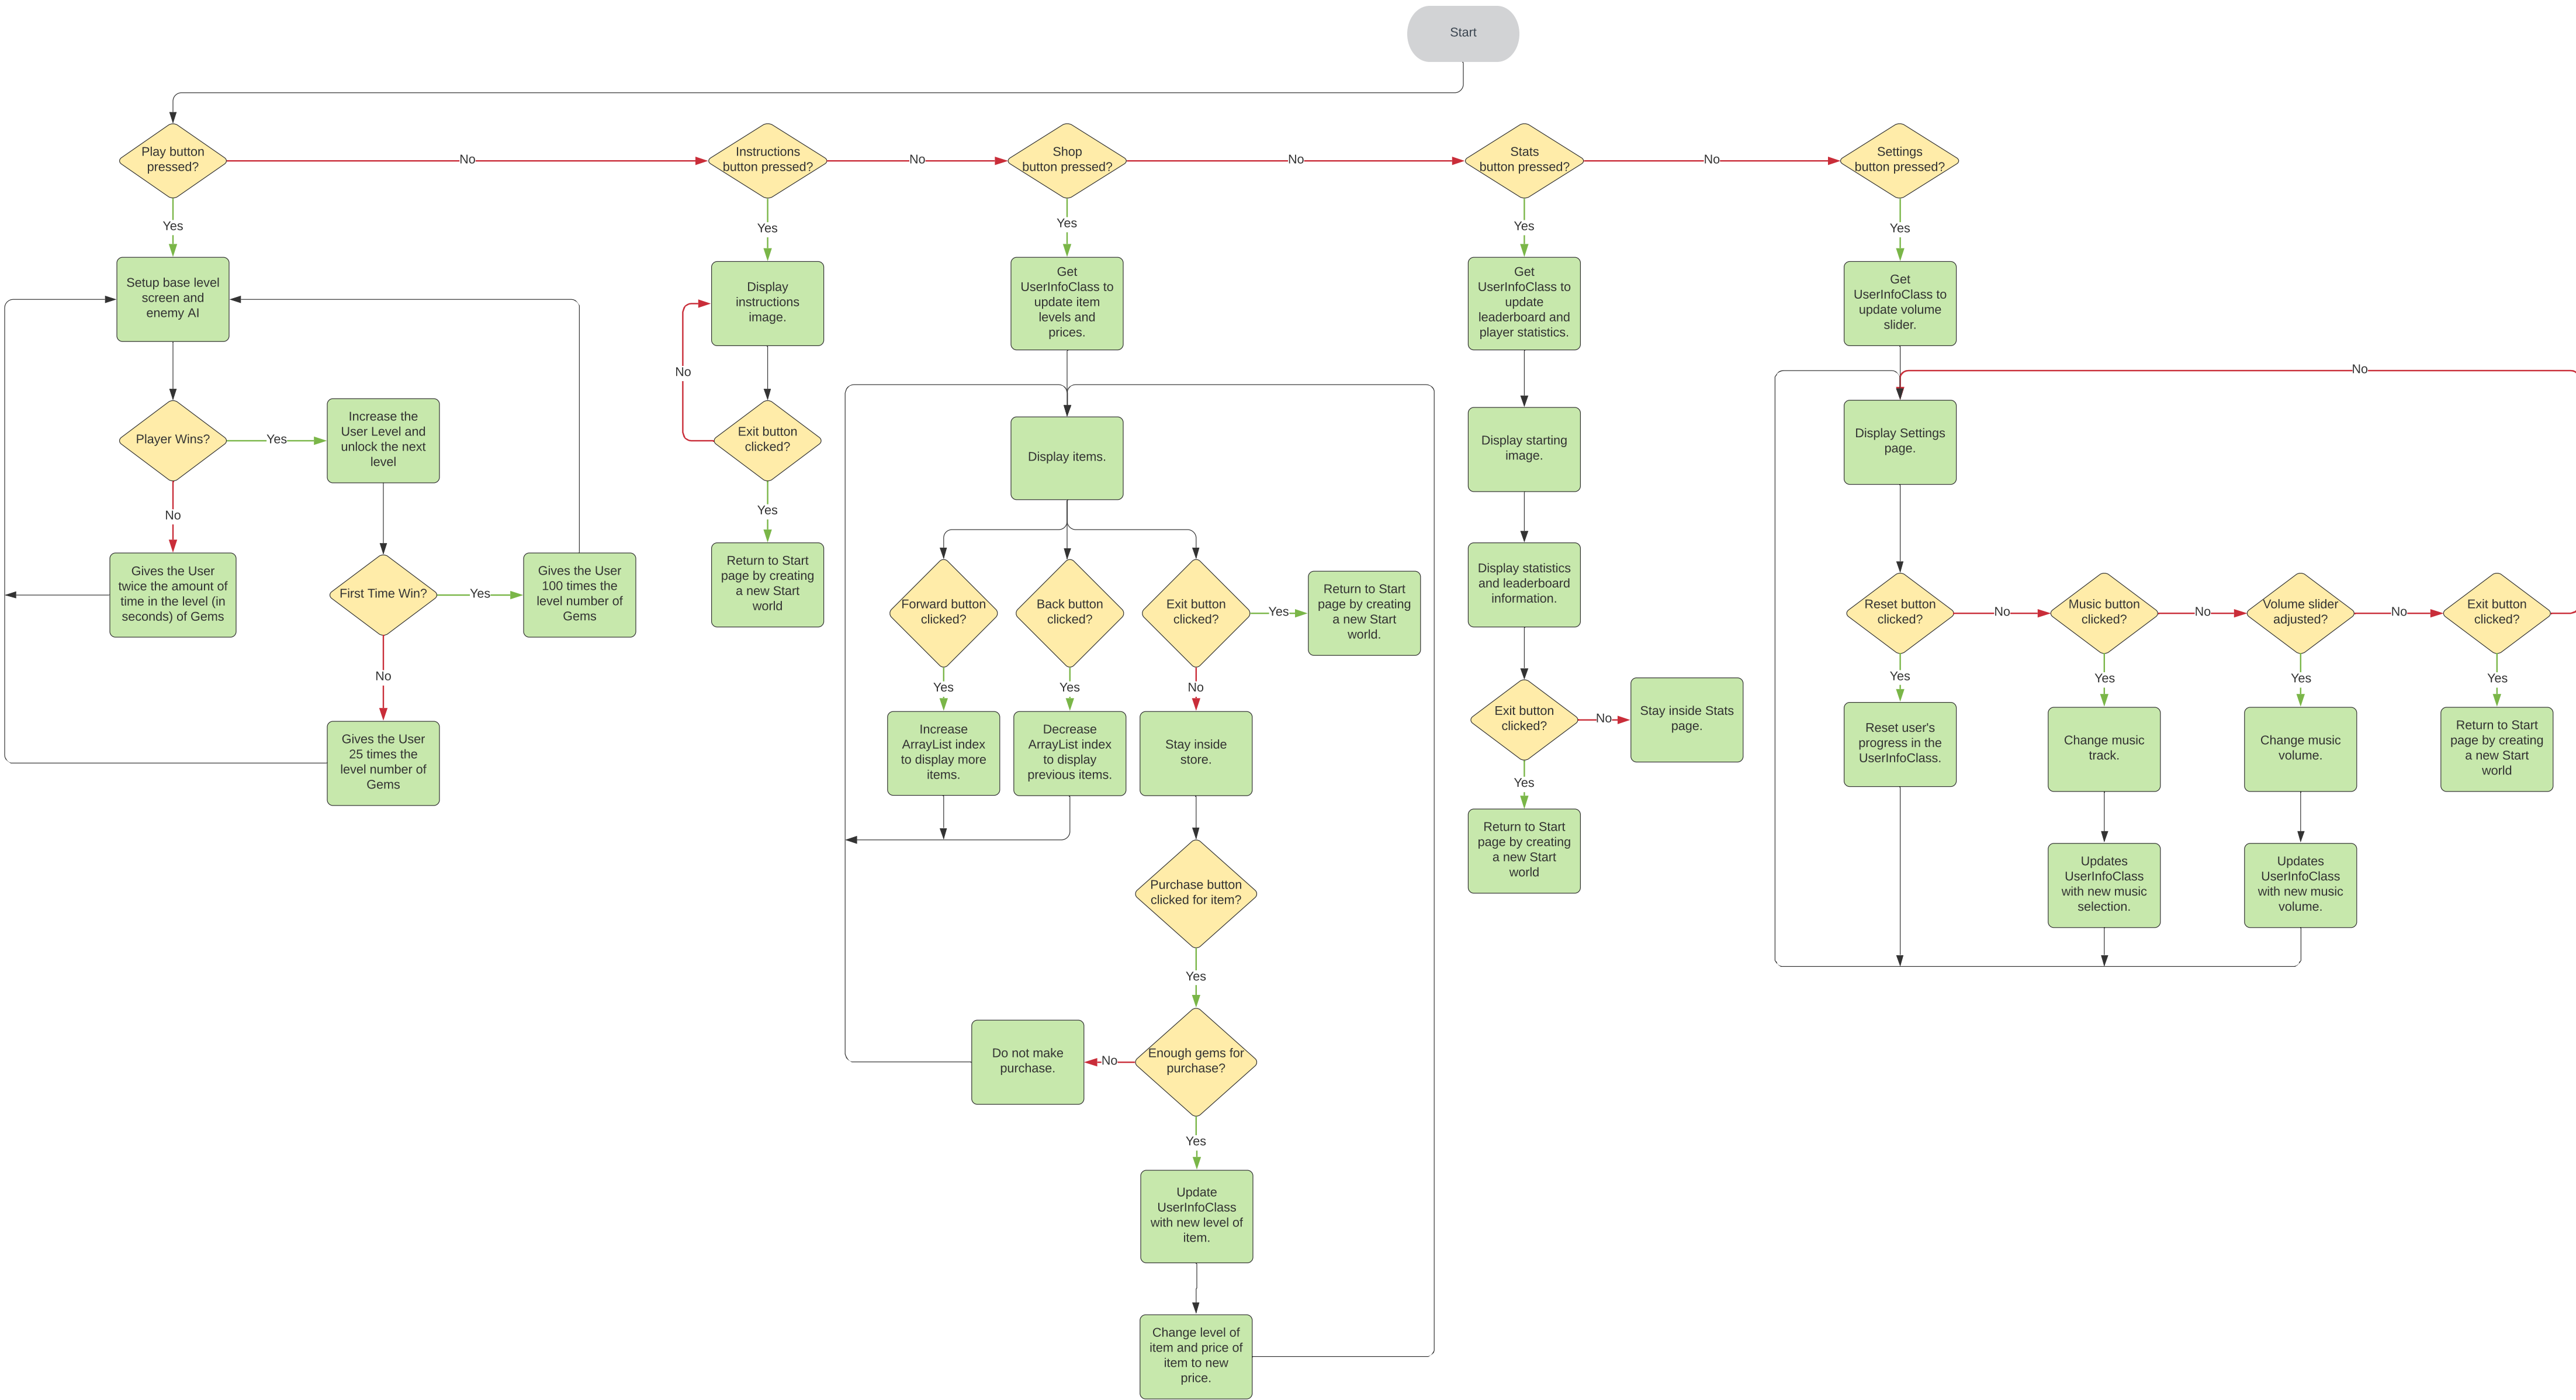 Start
Play button
pressed?
No
Instructions
button pressed?
No
Shop
button pressed?
No
Stats
button pressed?
No
Settings
button pressed?
Yes
Setup base level
screen and
enemy AI
Player Wins?
Yes
Increase the
User Level and
unlock the next
level
No
Gives the User
twice the amount of
time in the level (in
seconds) of Gems
First Time Win?
Yes
Gives the User
100 times the
level number of
Gems
No
Gives the User
25 times the
level number of
Gems
Yes
Display
instructions
image.
No
Exit button
clicked?
Yes
Return to Start
page by creating
a new Start
world
Yes
Get
UserInfoClass to
update item
levels and
prices.
Display items.
Forward button
clicked?
Back button
clicked?
Exit button
clicked?
Yes
Return to Start
page by creating
a new Start
world.
Yes
Yes
No
Increase
ArrayList index
to display more
items.
Decrease
ArrayList index
to display
previous items.
Stay inside
store.
Purchase button
clicked for item?
Yes
Enough gems for
purchase?
No
Do not make
purchase.
Yes
Update
UserInfoClass
with new level of
item.
Change level of
item and price of
item to new
price.
Yes
Get
UserInfoClass to
update
leaderboard and
player statistics.
Display starting
image.
Display statistics
and leaderboard
information.
Exit button
clicked?
No
Stay inside Stats
page.
Yes
Return to Start
page by creating
a new Start
world
Yes
Get
UserInfoClass to
update volume
slider.
No
Display Settings
page.
Reset button
clicked?
No
Music button
clicked?
No
Volume slider
adjusted?
No
Exit button
clicked?
Yes
Yes
Yes
Yes
Reset user's
progress in the
UserInfoClass.
Change music
track.
Change music
volume.
Return to Start
page by creating
a new Start
world
Updates
UserInfoClass
with new music
selection.
Updates
UserInfoClass
with new music
volume.